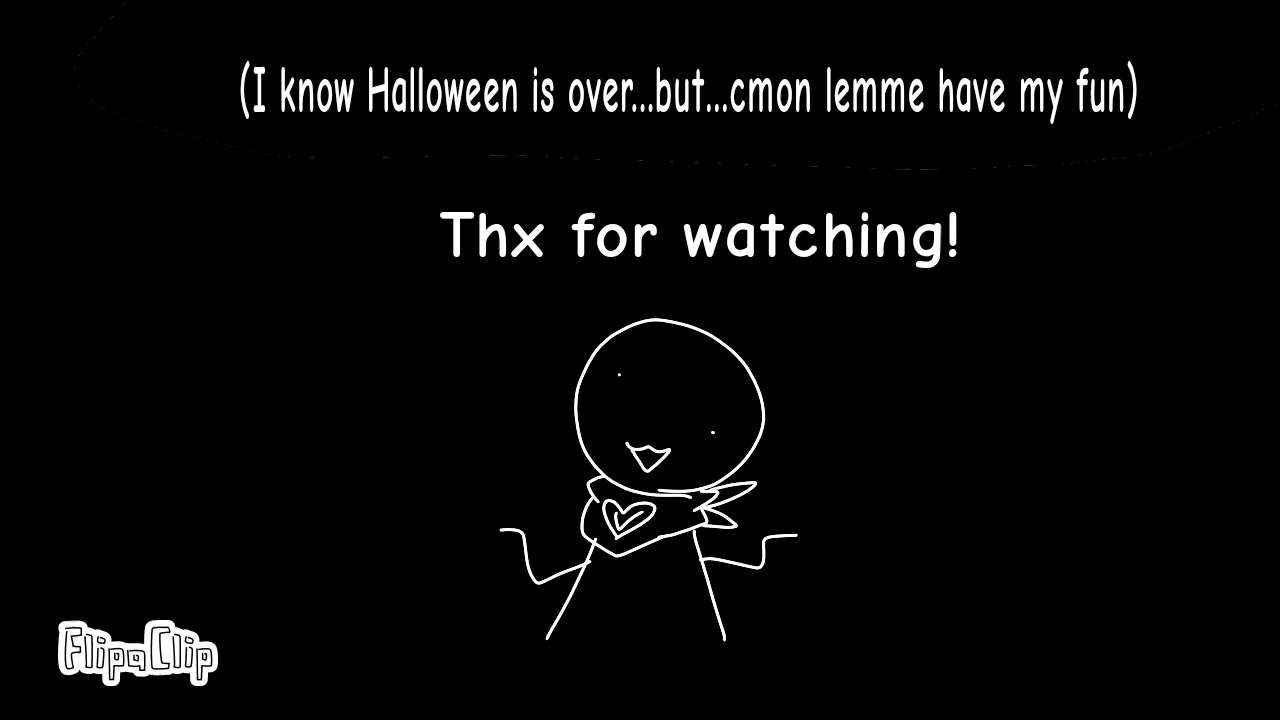 (I know Halloween is over...but...cmon lemme have my fun)
Thx for watching!
FlipaClip